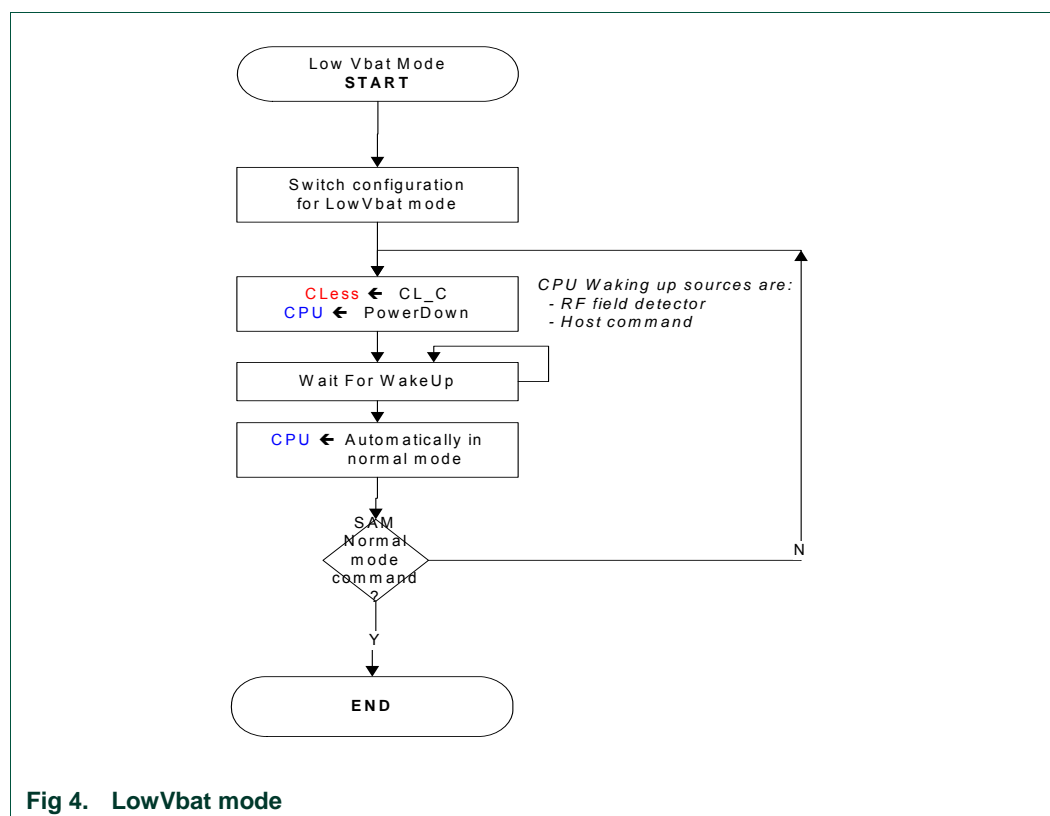 Low Vbat Mode
START
Switch configuration
for LowVbat mode
CLess ← CL_C
CPU ← PowerDown
CPU Waking up sources are:
- RF field detector
- Host command
Wait For WakeUp
CPU ← Automatically in
normal mode
SAM
Normal
mode
command
?
N
Y
END
Fig 4. LowVbat mode